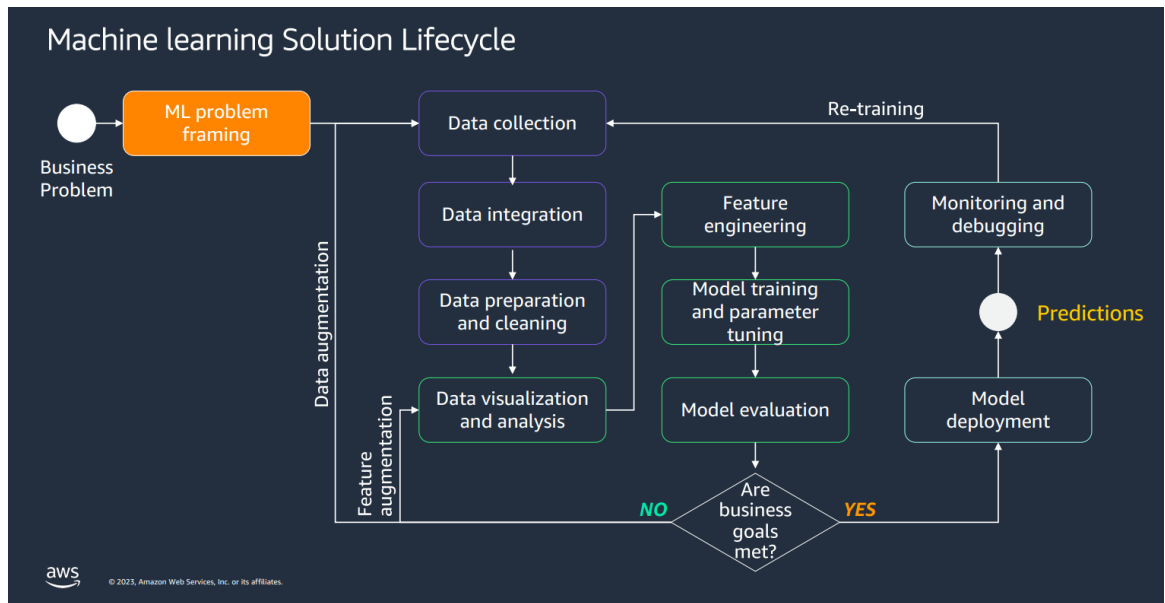 Machine learning Solution Lifecycle
Business
Problem
ML problem
framing
Data collection
Data integration
Data preparation
and cleaning
Data visualization
and analysis
Data augmentation
Feature
augmentation
Feature
engineering
Model training
and parameter
tuning
Model evaluation
Are
business
goals
met?
NO
YES
Re-training
Monitoring and
debugging
Predictions
Model
deployment
aws
© 2023, Amazon Web Services, Inc. or its affiliates.